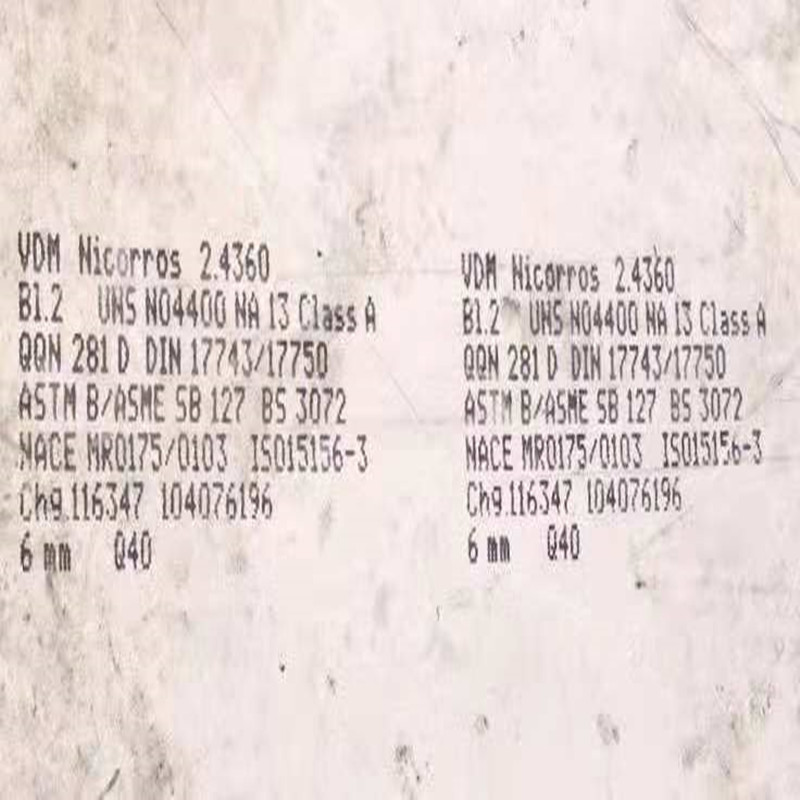 VDM Nicorros 2.4360
B1.2 UNS N04400 NA 13 Class A
QQN 281 D DIN 17743/17750
ASTM B/ASME SB 127 BS 3072
NACE MR0175/0103 ISO15156-3
Chg.116347 104076196
6 mm Q40
VDM Nicorros 2.4360
B1.2 UNS N04400 NA 13 Class A
QQN 281 D DIN 17743/17750
ASTM B/ASME SB 127 BS 3072
NACE MR0175/0103 ISO15156-3
Chg.116347 104076196
6 mm Q40